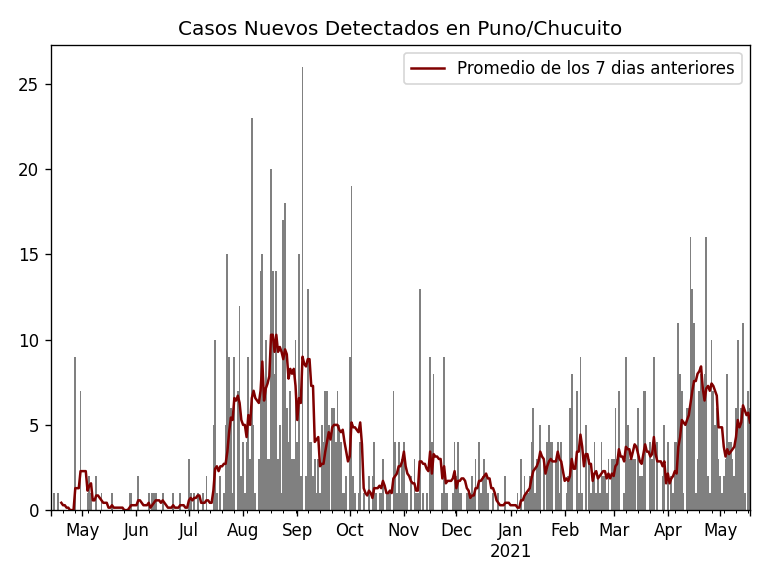 Casos Nuevos Detectados en Puno/Chucuito
Promedio de los 7 dias anteriores
25
20
15
10
5
0
May Jun Jul Aug Sep Oct Nov Dec Jan Feb Mar Apr May
2021